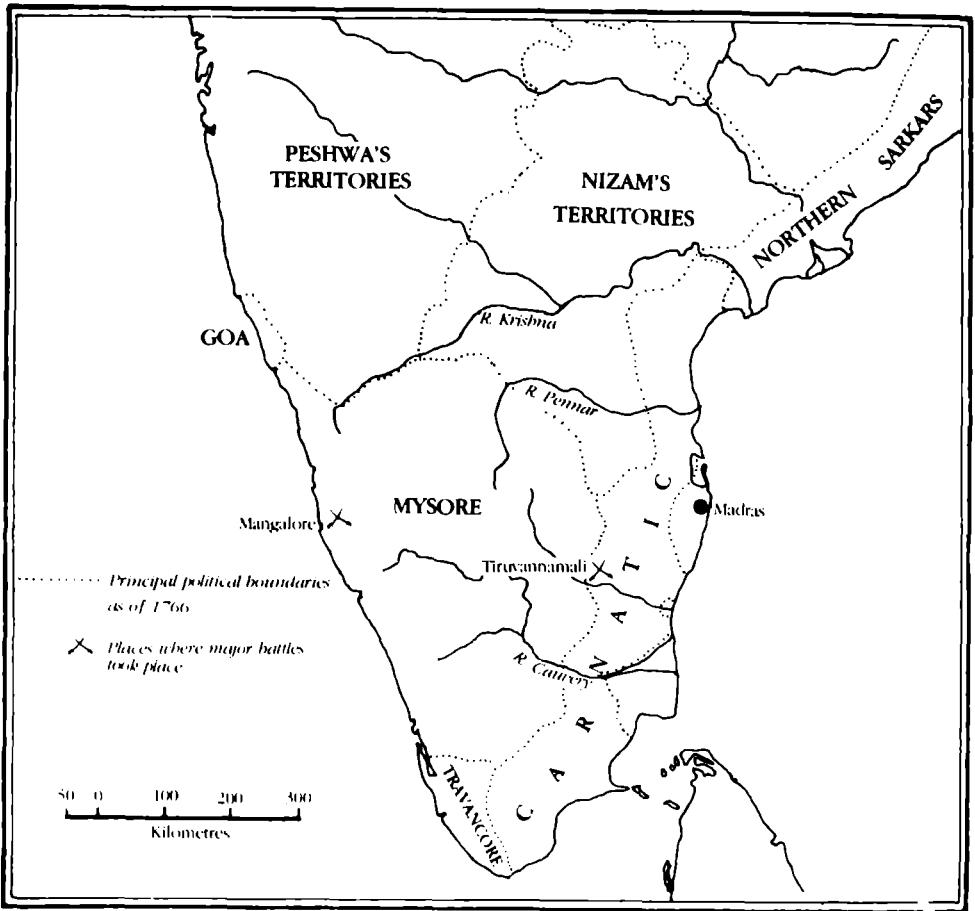 PESHWA'S
TERRITORIES
NIZAM'S
TERRITORIES
NORTHERN SARKARS
GOA
R. Krishna
R. Pennar
MYSORE
Mangalore
Madras
Tiruvannamali
CARNATIC
R. Cauvery
TRAVANCORE
Principal political boundaries
as of 1766
Places where major battles
took place
50 0 100 200 300
Kilometres